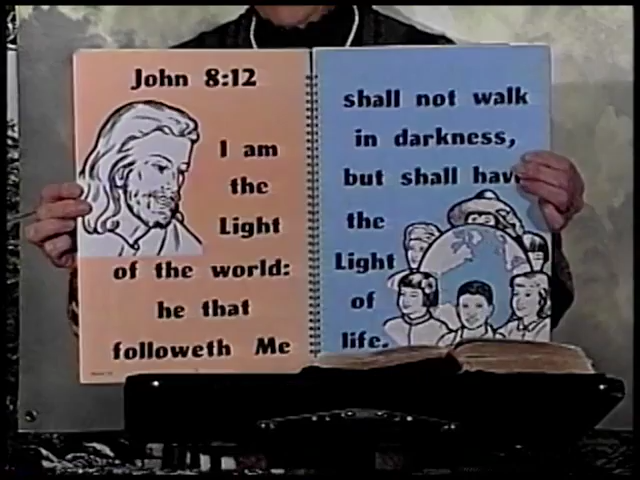 John 8:12
I am
the
Light
of the world:
he that
followeth Me
shall not walk
in darkness,
but shall have
the
Light
of
life.